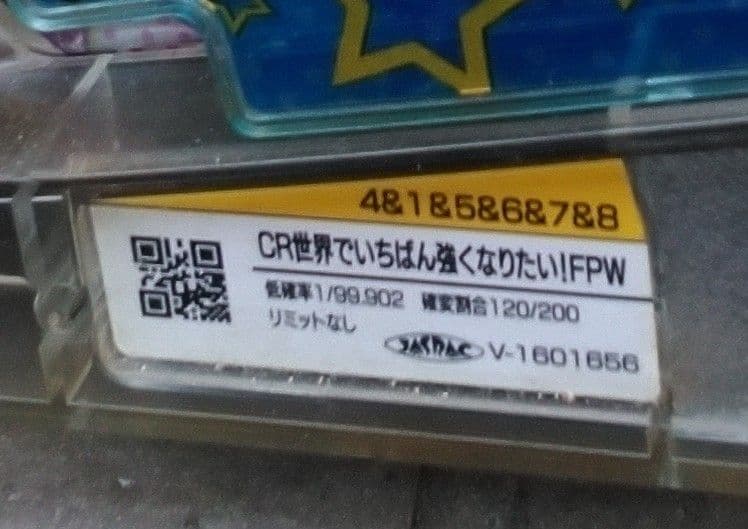 4&1&5&6&7&8
CR世界でいちばん強くなりたい!FPW
低確率1/99.902 確変割合120/200
リミットなし
JASRAC V-1601656